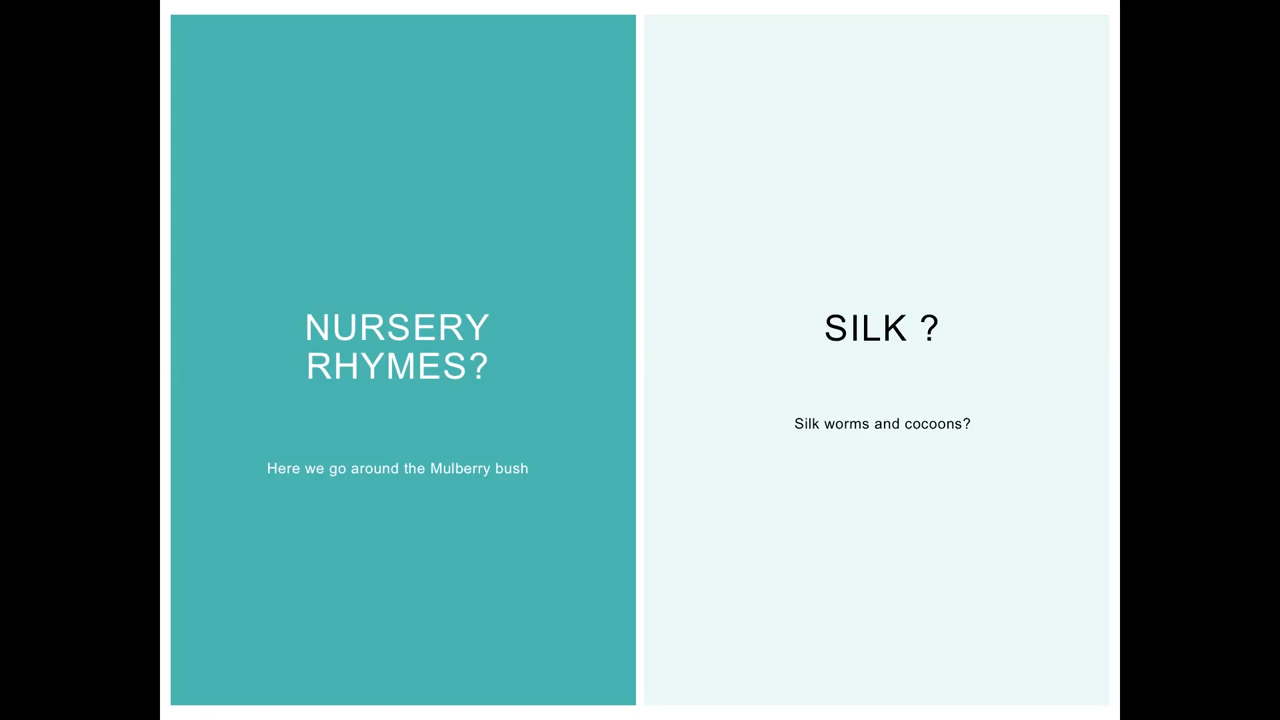 NURSERY
RHYMES?
Here we go around the Mulberry bush
SILK ?
Silk worms and cocoons?